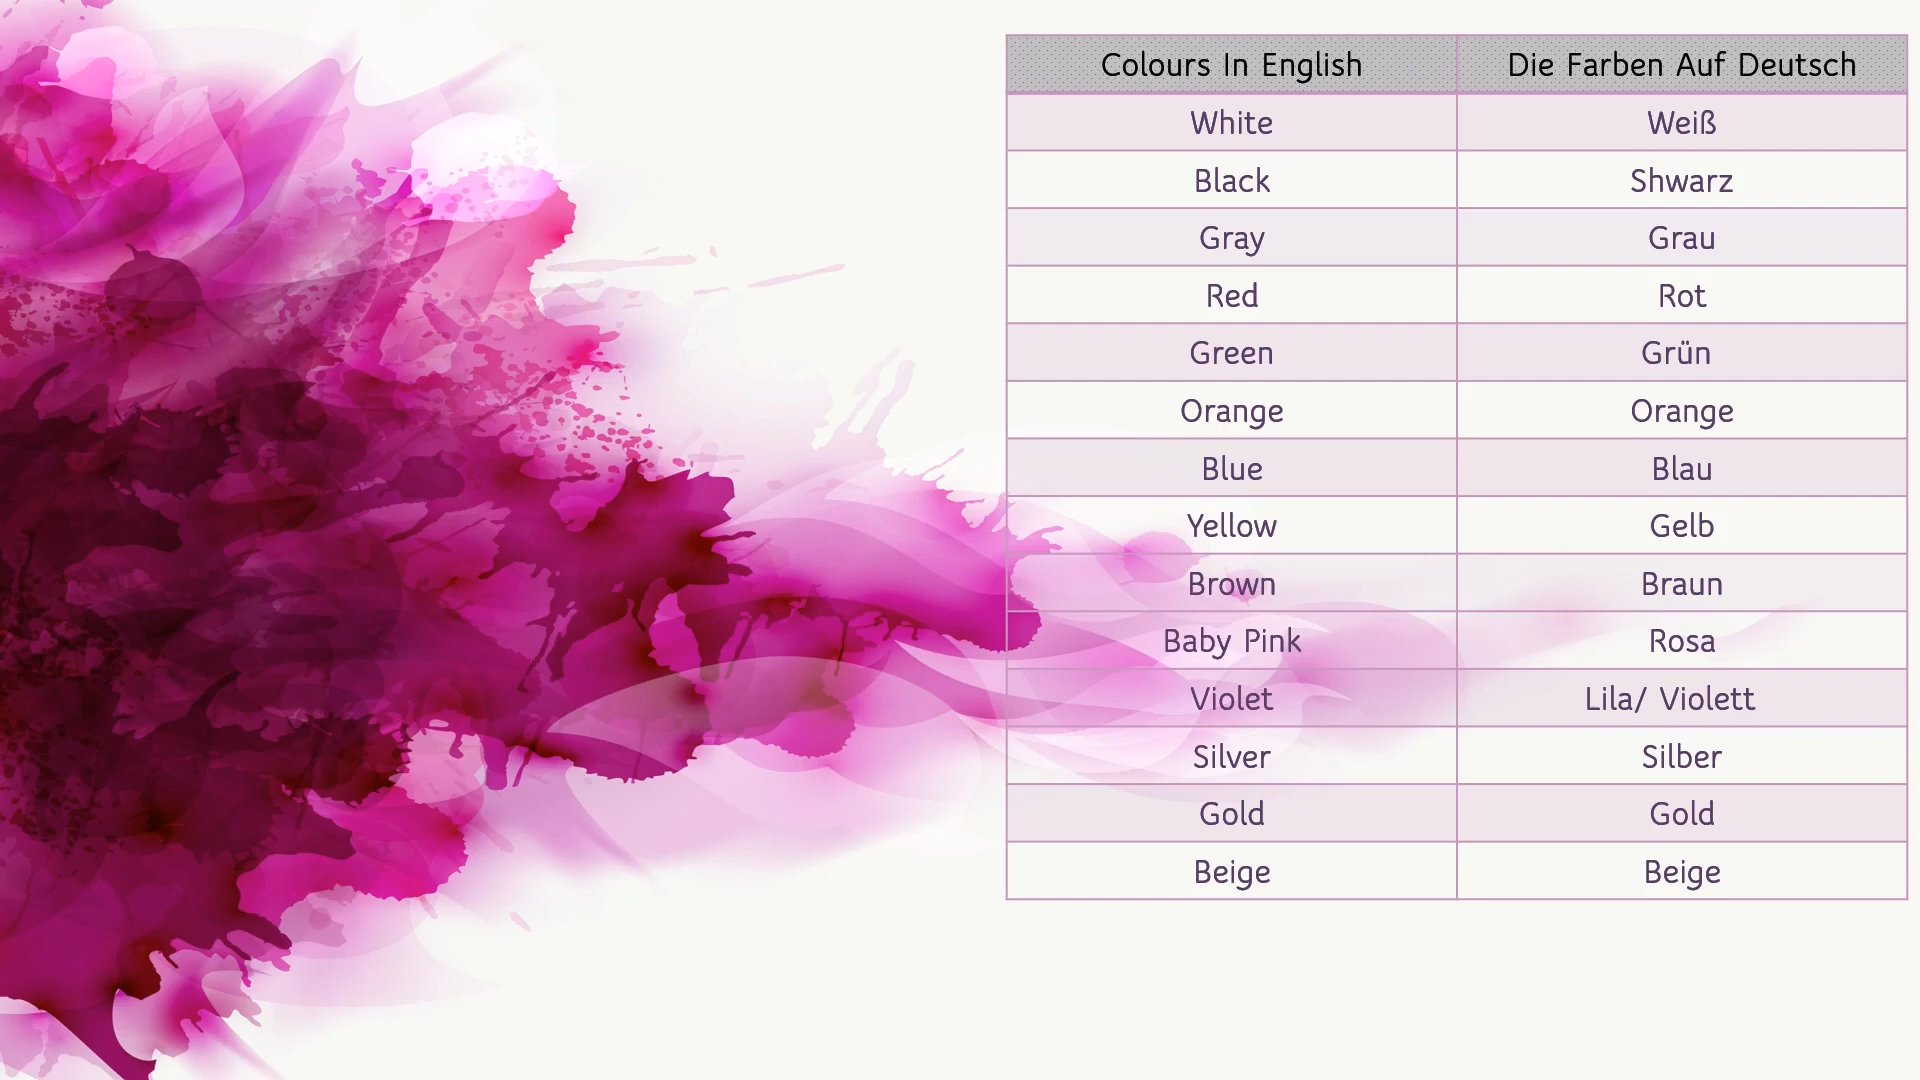 Colours In English Die Farben Auf Deutsch
White Weiß
Black Shwarz
Gray Grau
Red Rot
Green Grün
Orange Orange
Blue Blau
Yellow Gelb
Brown Braun
Baby Pink Rosa
Violet Lila/ Violett
Silver Silber
Gold Gold
Beige Beige